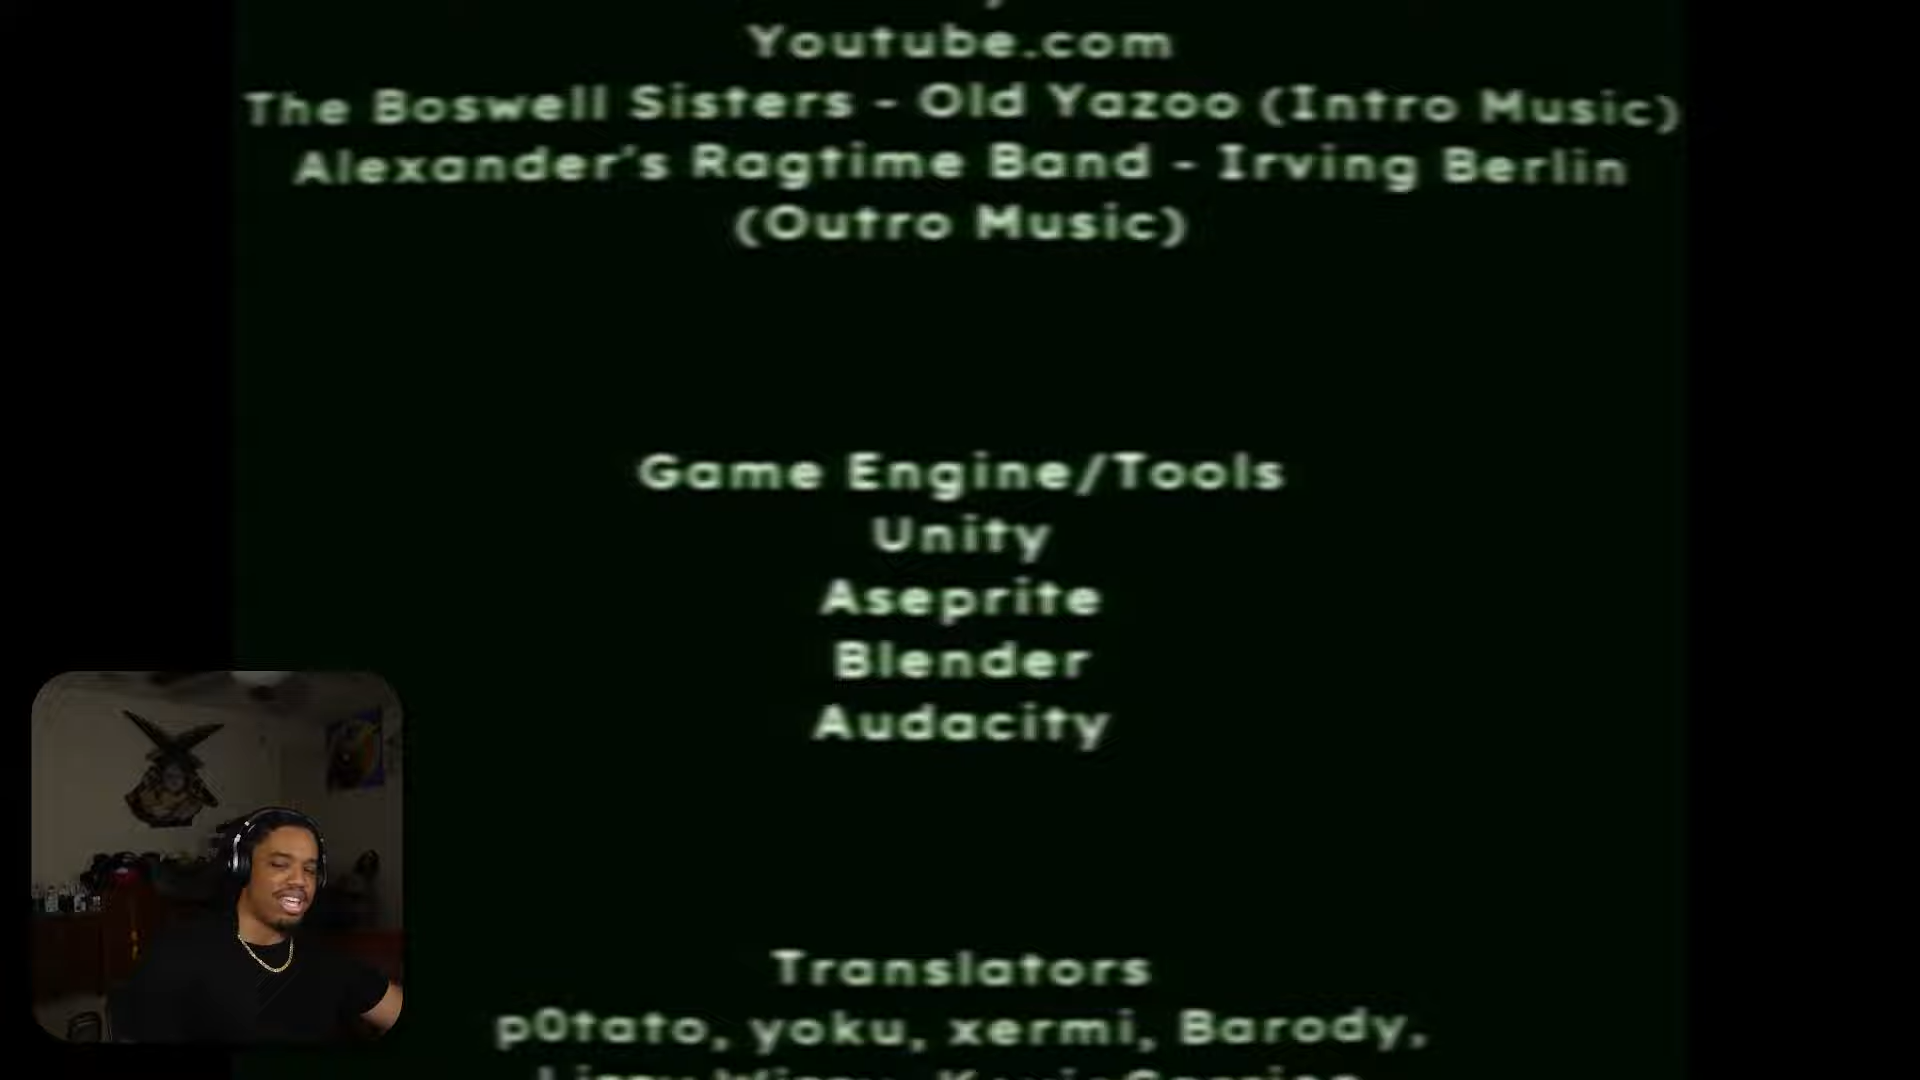 Youtube.com
The Boswell Sisters - Old Yazoo (Intro Music)
Alexander's Ragtime Band - Irving Berlin
(Outro Music)
Game Engine/Tools
Unity
Aseprite
Blender
Audacity
Translators
p0tato, yoku, xermi, Barody,